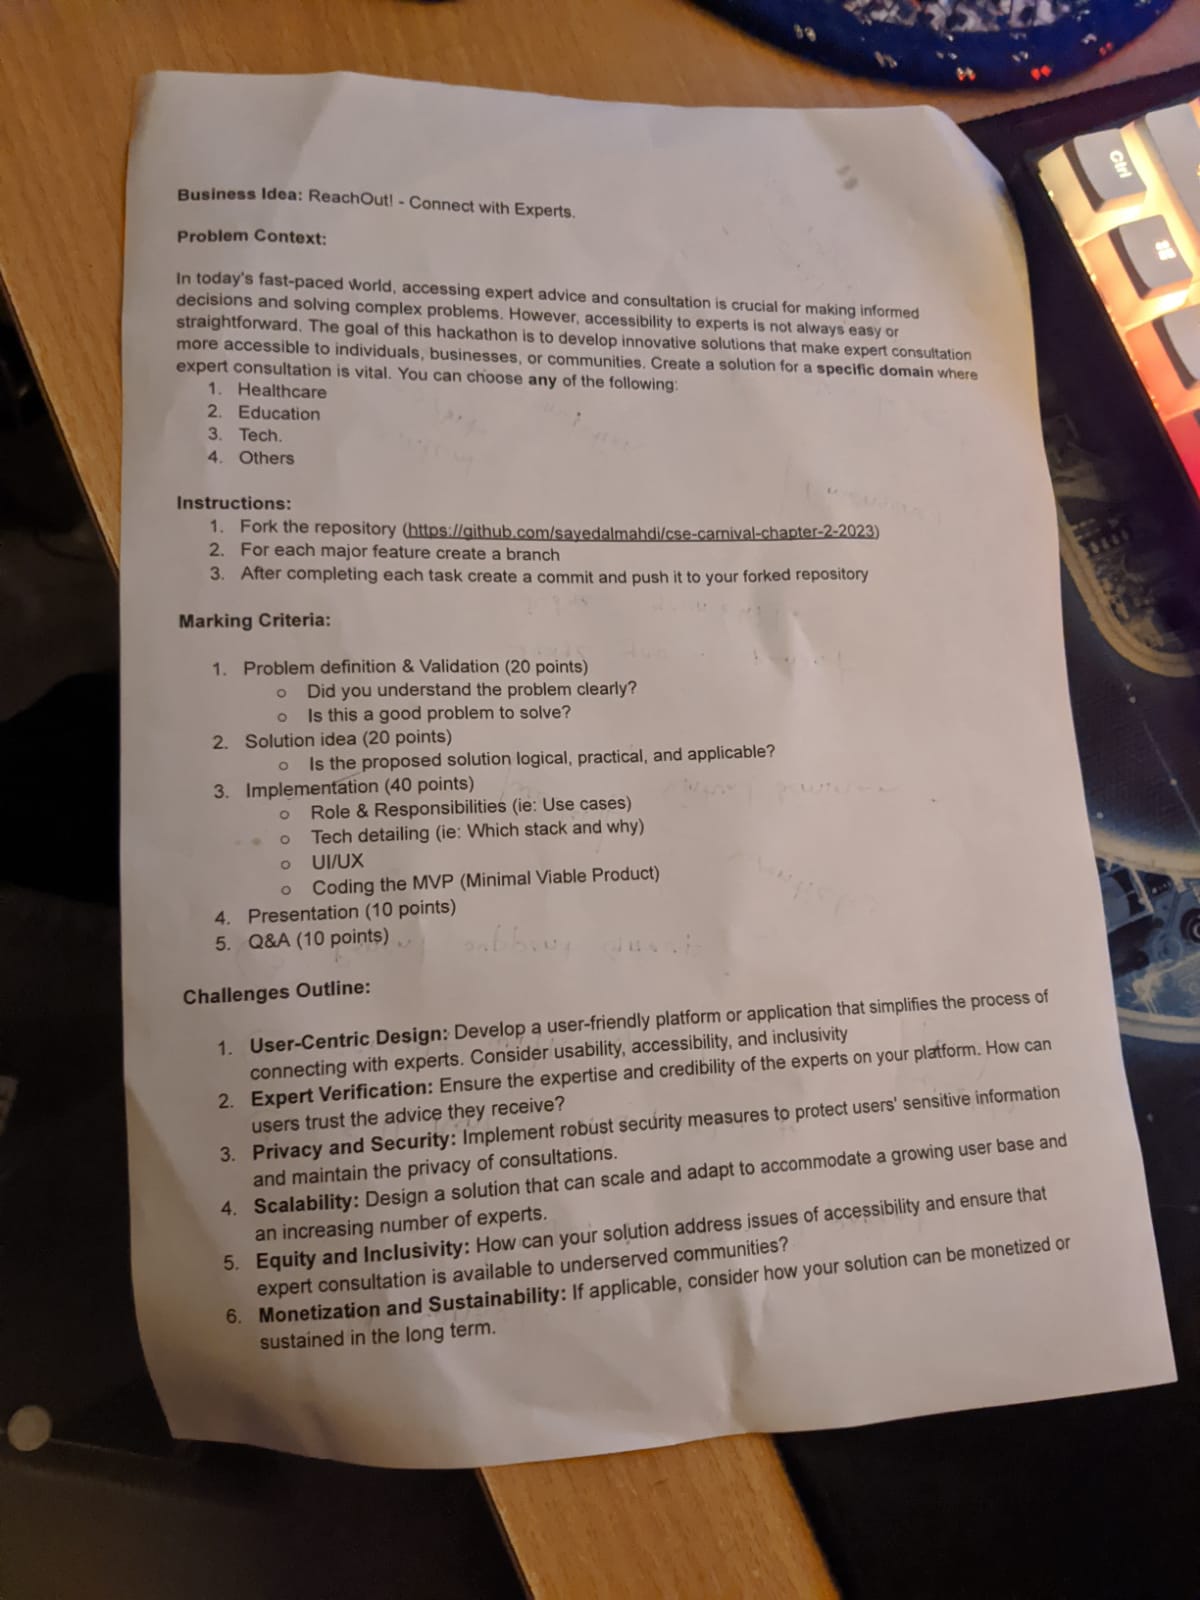 Business Idea: ReachOut! - Connect with Experts.
Problem Context:
In today's fast-paced world, accessing expert advice and consultation is crucial for making informed
decisions and solving complex problems. However, accessibility to experts is not always easy or
straightforward. The goal of this hackathon is to develop innovative solutions that make expert consultation
more accessible to individuals, businesses, or communities. Create a solution for a specific domain where
expert consultation is vital. You can choose any of the following:
1. Healthcare
2. Education
3. Tech.
4. Others
Instructions:
1. Fork the repository (https://github.com/sayedalmahdi/cse-carnival-chapter-2-2023)
2. For each major feature create a branch
3. After completing each task create a commit and push it to your forked repository
Marking Criteria:
1. Problem definition & Validation (20 points)
○ Did you understand the problem clearly?
○ Is this a good problem to solve?
2. Solution idea (20 points)
○ Is the proposed solution logical, practical, and applicable?
3. Implementation (40 points)
○ Role & Responsibilities (ie: Use cases)
○ Tech detailing (ie: Which stack and why)
○ UI/UX
○ Coding the MVP (Minimal Viable Product)
4. Presentation (10 points)
5. Q&A (10 points)
Challenges Outline:
1. User-Centric Design: Develop a user-friendly platform or application that simplifies the process of
connecting with experts. Consider usability, accessibility, and inclusivity
2. Expert Verification: Ensure the expertise and credibility of the experts on your platform. How can
users trust the advice they receive?
3. Privacy and Security: Implement robust security measures to protect users' sensitive information
and maintain the privacy of consultations.
4. Scalability: Design a solution that can scale and adapt to accommodate a growing user base and
an increasing number of experts.
5. Equity and Inclusivity: How can your solution address issues of accessibility and ensure that
expert consultation is available to underserved communities?
6. Monetization and Sustainability: If applicable, consider how your solution can be monetized or
sustained in the long term.
Ctrl